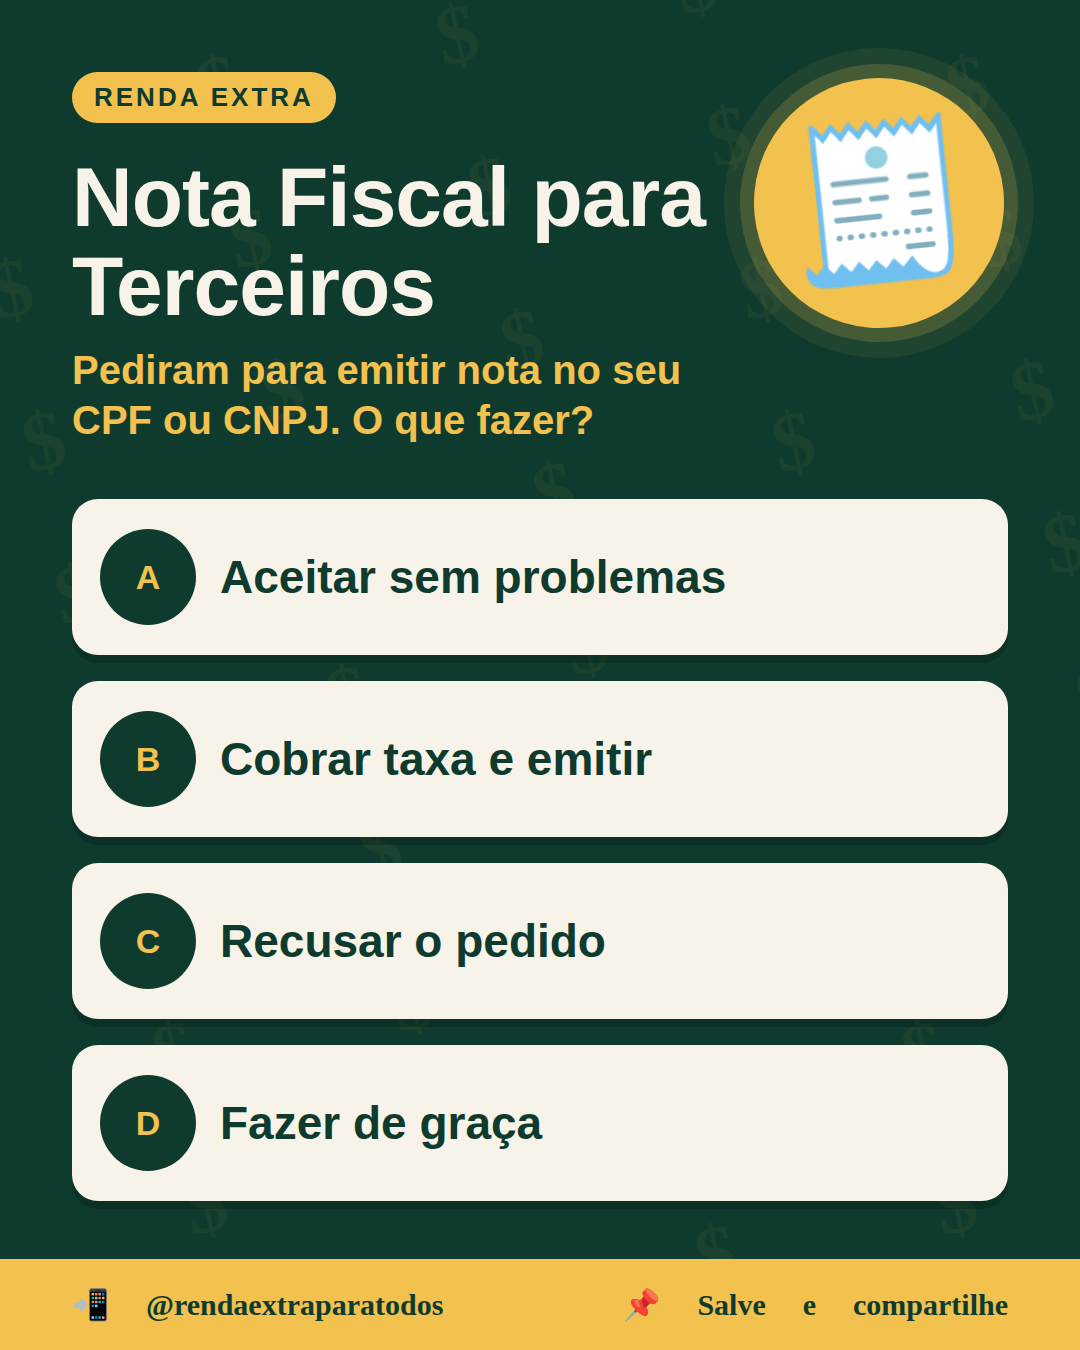 RENDA EXTRA
Nota Fiscal para
Terceiros
Pediram para emitir nota no seu
CPF ou CNPJ. O que fazer?
A Aceitar sem problemas
B Cobrar taxa e emitir
C Recusar o pedido
D Fazer de graça
@rendaextraparatodos Salve e compartilhe